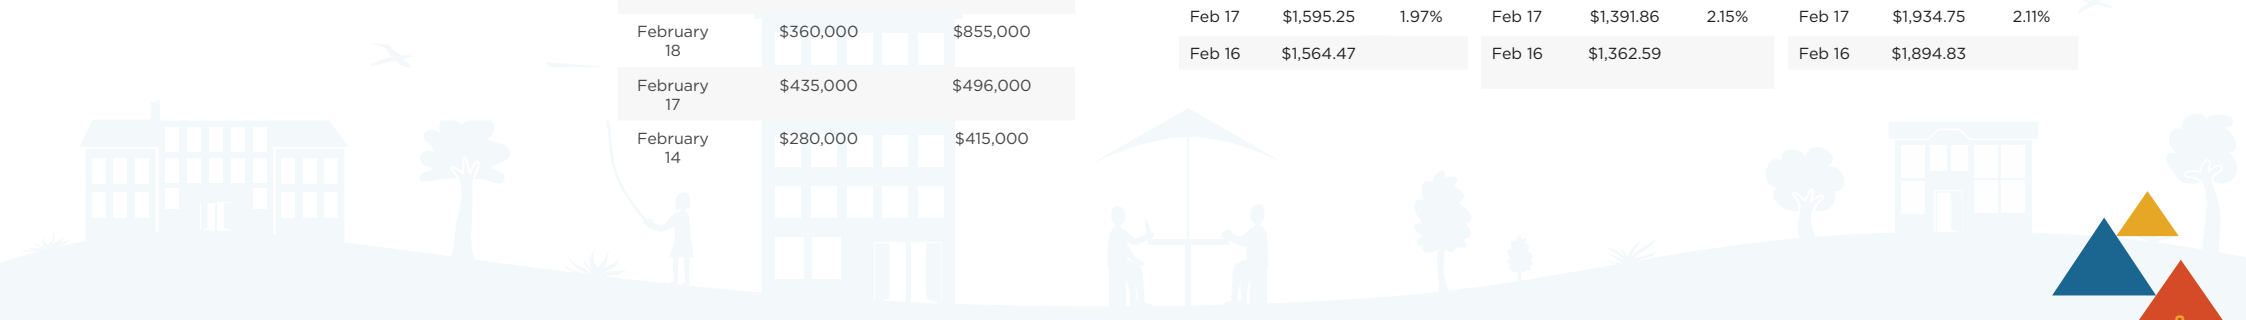 February $360,000 $855,000
18
February $435,000 $496,000
17
February $280,000 $415,000
14
Feb 17 $1,595.25 1.97%
Feb 16 $1,564.47
Feb 17 $1,391.86 2.15%
Feb 16 $1,362.59
Feb 17 $1,934.75 2.11%
Feb 16 $1,894.83